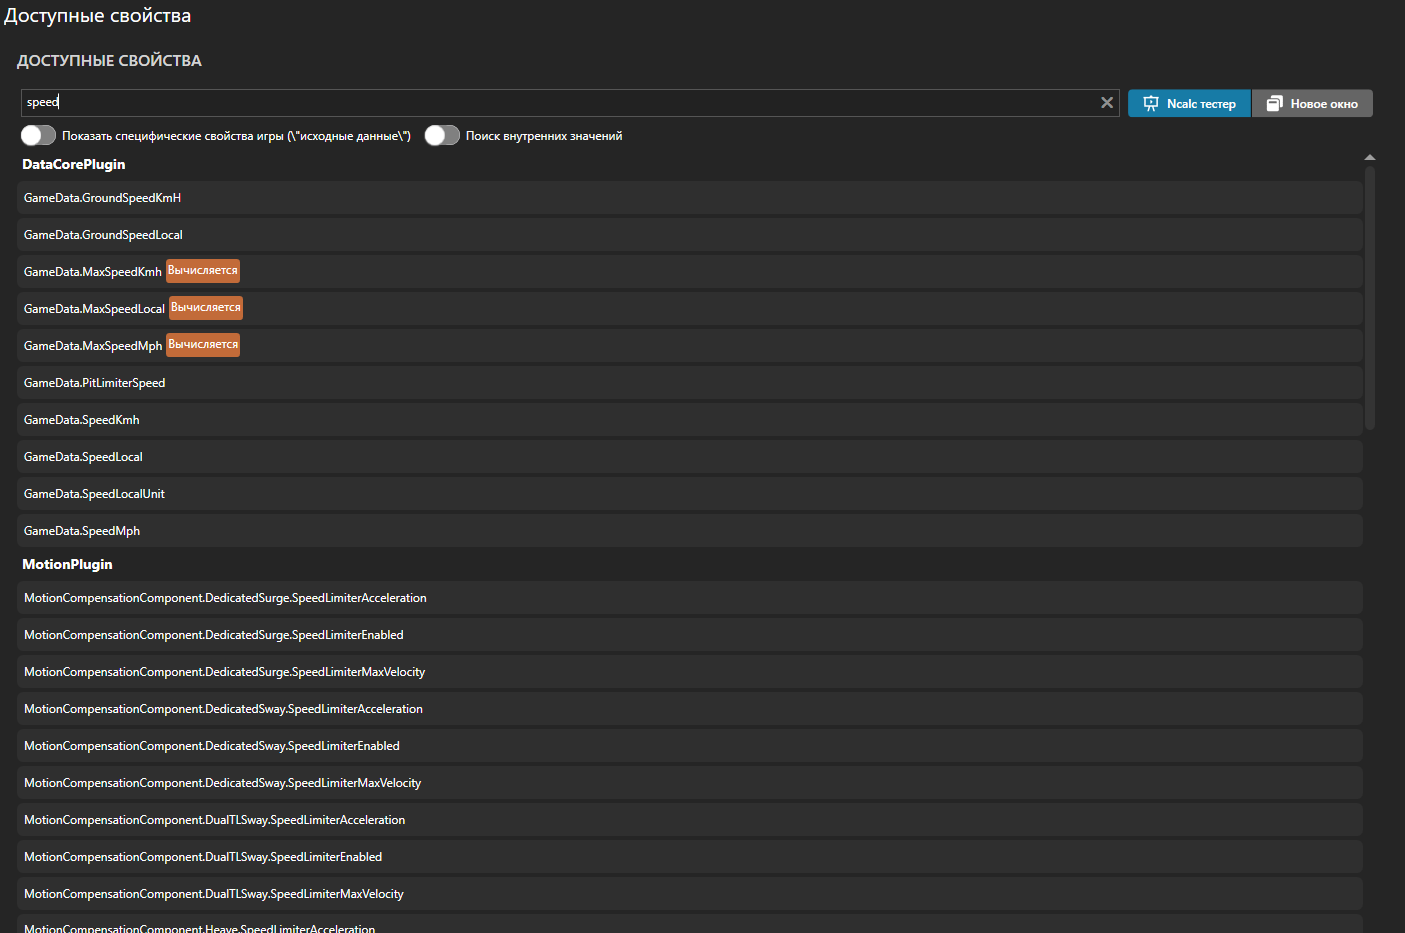 Доступные свойства
ДОСТУПНЫЕ СВОЙСТВА
speed
Ncalc тестер
Новое окно
Показать специфические свойства игры (\"исходные данные\")
Поиск внутренних значений
DataCorePlugin
GameData.GroundSpeedKmH
GameData.GroundSpeedLocal
GameData.MaxSpeedKmh Вычисляется
GameData.MaxSpeedLocal Вычисляется
GameData.MaxSpeedMph Вычисляется
GameData.PitLimiterSpeed
GameData.SpeedKmh
GameData.SpeedLocal
GameData.SpeedLocalUnit
GameData.SpeedMph
MotionPlugin
MotionCompensationComponent.DedicatedSurge.SpeedLimiterAcceleration
MotionCompensationComponent.DedicatedSurge.SpeedLimiterEnabled
MotionCompensationComponent.DedicatedSurge.SpeedLimiterMaxVelocity
MotionCompensationComponent.DedicatedSway.SpeedLimiterAcceleration
MotionCompensationComponent.DedicatedSway.SpeedLimiterEnabled
MotionCompensationComponent.DedicatedSway.SpeedLimiterMaxVelocity
MotionCompensationComponent.DualTLSway.SpeedLimiterAcceleration
MotionCompensationComponent.DualTLSway.SpeedLimiterEnabled
MotionCompensationComponent.DualTLSway.SpeedLimiterMaxVelocity
MotionCompensationComponent.Heave.SpeedLimiterAcceleration